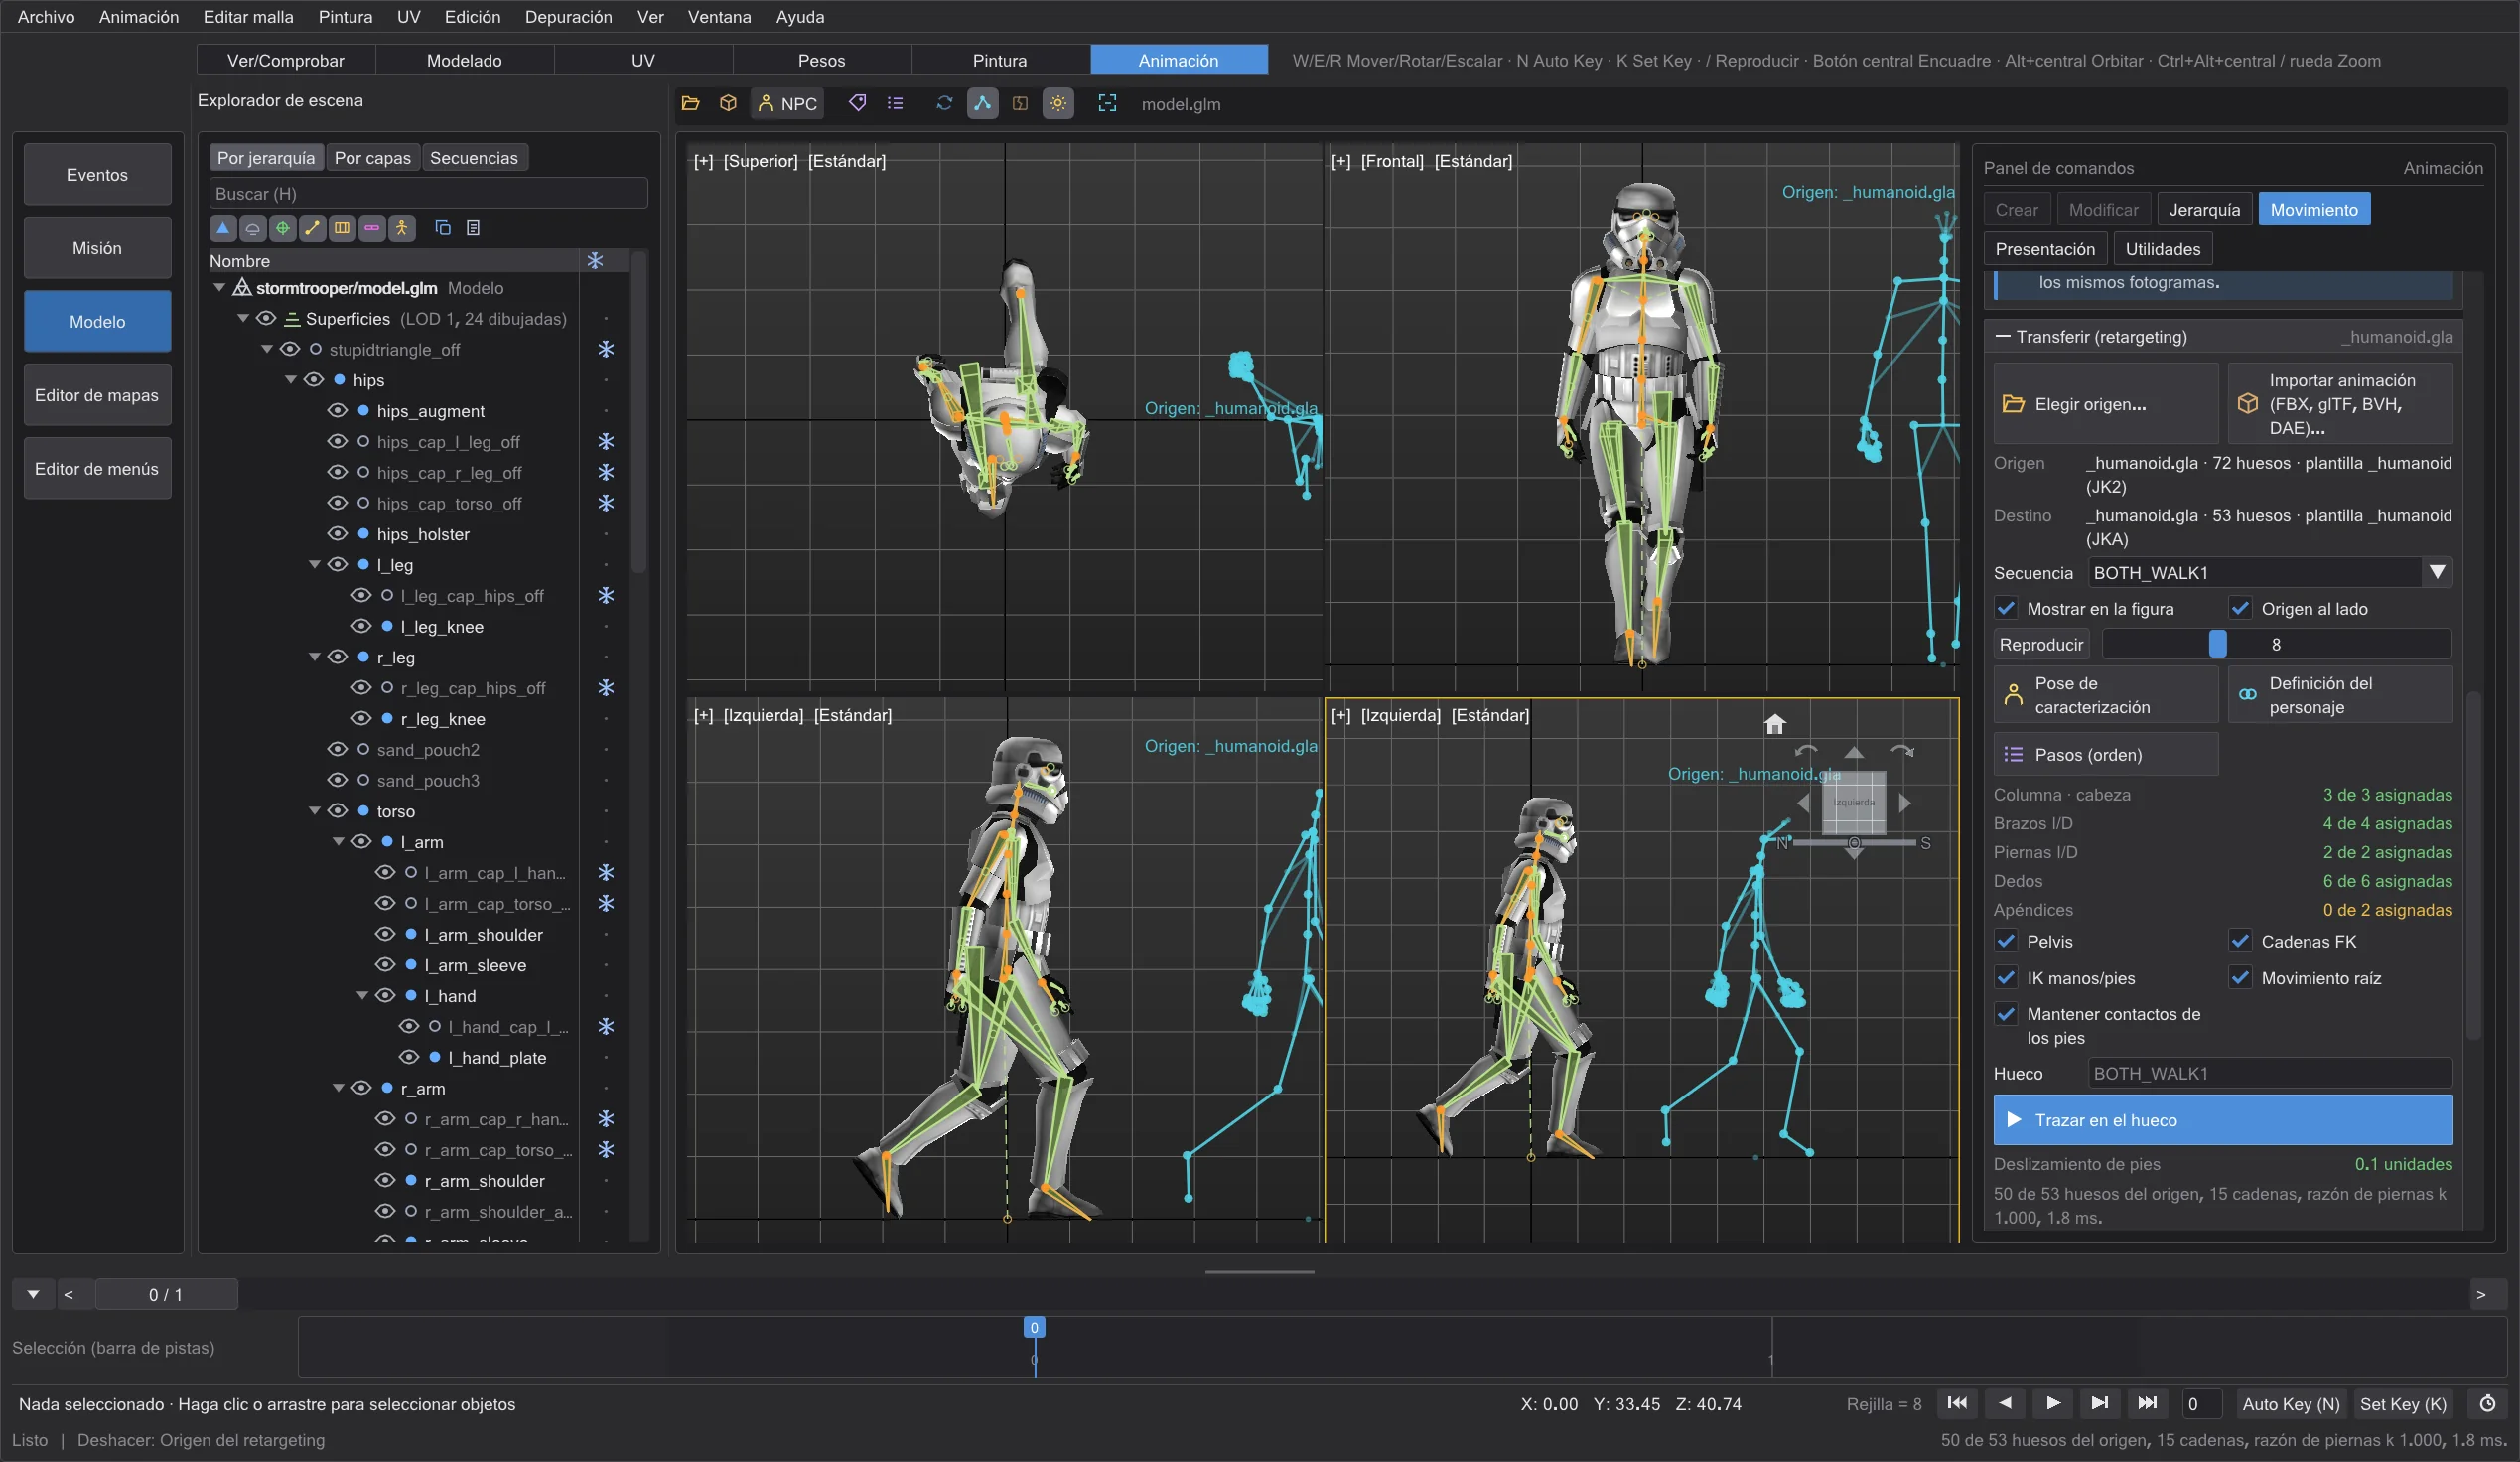 Archivo Animación Editar malla Pintura UV Edición Depuración Ver Ventana Ayuda
Ver/Comprobar Modelado UV Pesos Pintura Animación W/E/R Mover/Rotar/Escalar · N Auto Key · K Set Key · / Reproducir · Botón central Encuadre · Alt+central Orbitar · Ctrl+Alt+central / rueda Zoom
Explorador de escena
NPC model.glm
Eventos
Misión
Modelo
Editor de mapas
Editor de menús
Por jerarquía Por capas Secuencias
Buscar (H)
Nombre
stormtrooper/model.glm Modelo
Superficies (LOD 1, 24 dibujadas)
stupidtriangle_off
hips
hips_augment
hips_cap_l_leg_off
hips_cap_r_leg_off
hips_cap_torso_off
hips_holster
l_leg
l_leg_cap_hips_off
l_leg_knee
r_leg
r_leg_cap_hips_off
r_leg_knee
sand_pouch2
sand_pouch3
torso
l_arm
l_arm_cap_l_han...
l_arm_cap_torso_...
l_arm_shoulder
l_arm_sleeve
l_hand
l_hand_cap_l_...
l_hand_plate
r_arm
r_arm_cap_r_han...
r_arm_cap_torso_...
r_arm_shoulder
r_arm_shoulder_a...
r_arm_sleeve
[+] [Superior] [Estándar]
Origen: _humanoid.gla
[+] [Frontal] [Estándar]
Origen: _humanoid.gla
[+] [Izquierda] [Estándar]
Origen: _humanoid.gla
[+] [Izquierda] [Estándar]
Origen: _humanoid.gla
Izquierda
N O S
Panel de comandos Animación
Crear Modificar Jerarquía Movimiento
Presentación Utilidades
los mismos fotogramas.
Transferir (retargeting) _humanoid.gla
Elegir origen...
Importar animación
(FBX, glTF, BVH,
DAE)...
Origen _humanoid.gla · 72 huesos · plantilla _humanoid
(JK2)
Destino _humanoid.gla · 53 huesos · plantilla _humanoid
(JKA)
Secuencia BOTH_WALK1
Mostrar en la figura Origen al lado
Reproducir 8
Pose de
caracterización
Definición del
personaje
Pasos (orden)
Columna · cabeza 3 de 3 asignadas
Brazos I/D 4 de 4 asignadas
Piernas I/D 2 de 2 asignadas
Dedos 6 de 6 asignadas
Apéndices 0 de 2 asignadas
Pelvis Cadenas FK
IK manos/pies Movimiento raíz
Mantener contactos de
los pies
Hueco BOTH_WALK1
Trazar en el hueco
Deslizamiento de pies 0.1 unidades
50 de 53 huesos del origen, 15 cadenas, razón de piernas k
1.000, 1.8 ms.
< 0 / 1 >
0
Selección (barra de pistas)
0 1
Nada seleccionado · Haga clic o arrastre para seleccionar objetos X: 0.00 Y: 33.45 Z: 40.74 Rejilla = 8 0 Auto Key (N) Set Key (K)
Listo | Deshacer: Origen del retargeting 50 de 53 huesos del origen, 15 cadenas, razón de piernas k 1.000, 1.8 ms.